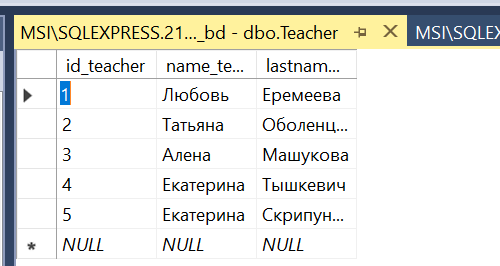 MSI\SQLEXPRESS.21..._bd - dbo.Teacher MSI\SQLEX
id_teacher name_te... lastnam...
1 Любовь Еремеева
2 Татьяна Оболенц...
3 Алена Машукова
4 Екатерина Тышкевич
5 Екатерина Скрипун...
* NULL NULL NULL